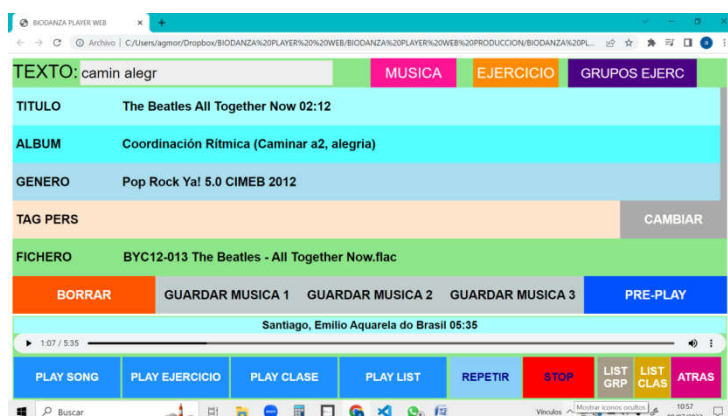 BIODANZA PLAYER WEB
Archivo | C:/Users/agmor/Dropbox/BIODANZA%20PLAYER%20%20WEB/BIODANZA%20PLAYER%20WEB%20PRODUCCION/BIODANZA%20PL...
TEXTO: camin alegr MUSICA EJERCICIO GRUPOS EJERC
TITULO The Beatles All Together Now 02:12
ALBUM Coordinación Rítmica (Caminar a2, alegria)
GENERO Pop Rock Ya! 5.0 CIMEB 2012
TAG PERS CAMBIAR
FICHERO BYC12-013 The Beatles - All Together Now.flac
BORRAR GUARDAR MUSICA 1 GUARDAR MUSICA 2 GUARDAR MUSICA 3 PRE-PLAY
Santiago, Emilio Aquarela do Brasil 05:35
1:07 / 5:35
PLAY SONG PLAY EJERCICIO PLAY CLASE PLAY LIST REPETIR STOP LIST GRP LIST CLAS ATRAS
Mostrar iconos ocultos
Buscar Vínculos 10:57